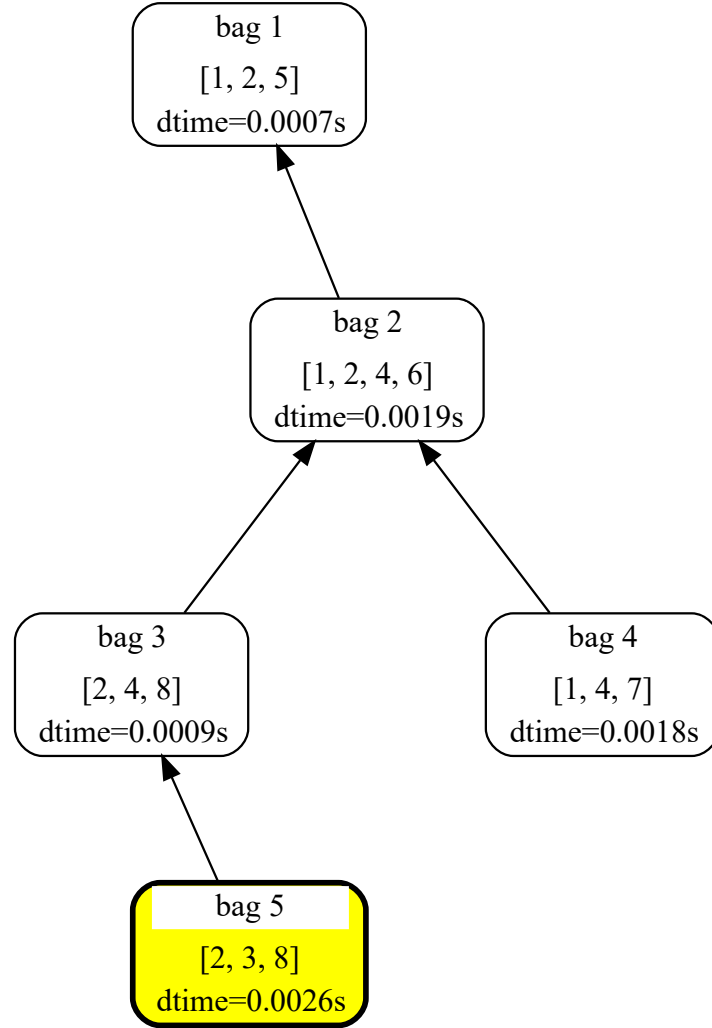 bag 1
[1, 2, 5]
dtime=0.0007s
bag 2
[1, 2, 4, 6]
dtime=0.0019s
bag 3
[2, 4, 8]
dtime=0.0009s
bag 4
[1, 4, 7]
dtime=0.0018s
bag 5
[2, 3, 8]
dtime=0.0026s